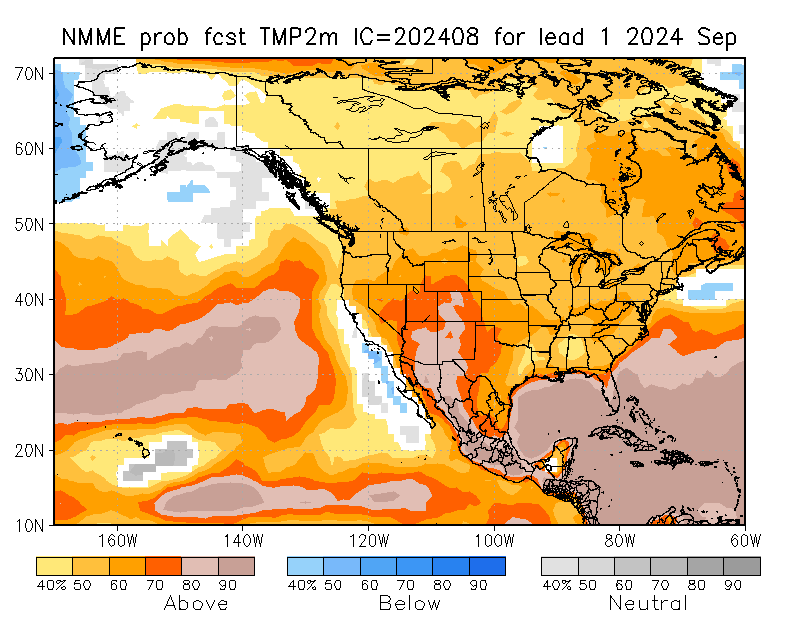 NMME prob fcst TMP2m IC=202408 for lead 1 2024 Sep
70N
60N
50N
40N
30N
20N
10N
160W 140W 120W 100W 80W 60W
40% 50 60 70 80 90 40% 50 60 70 80 90 40% 50 60 70 80 90
Above Below Neutral